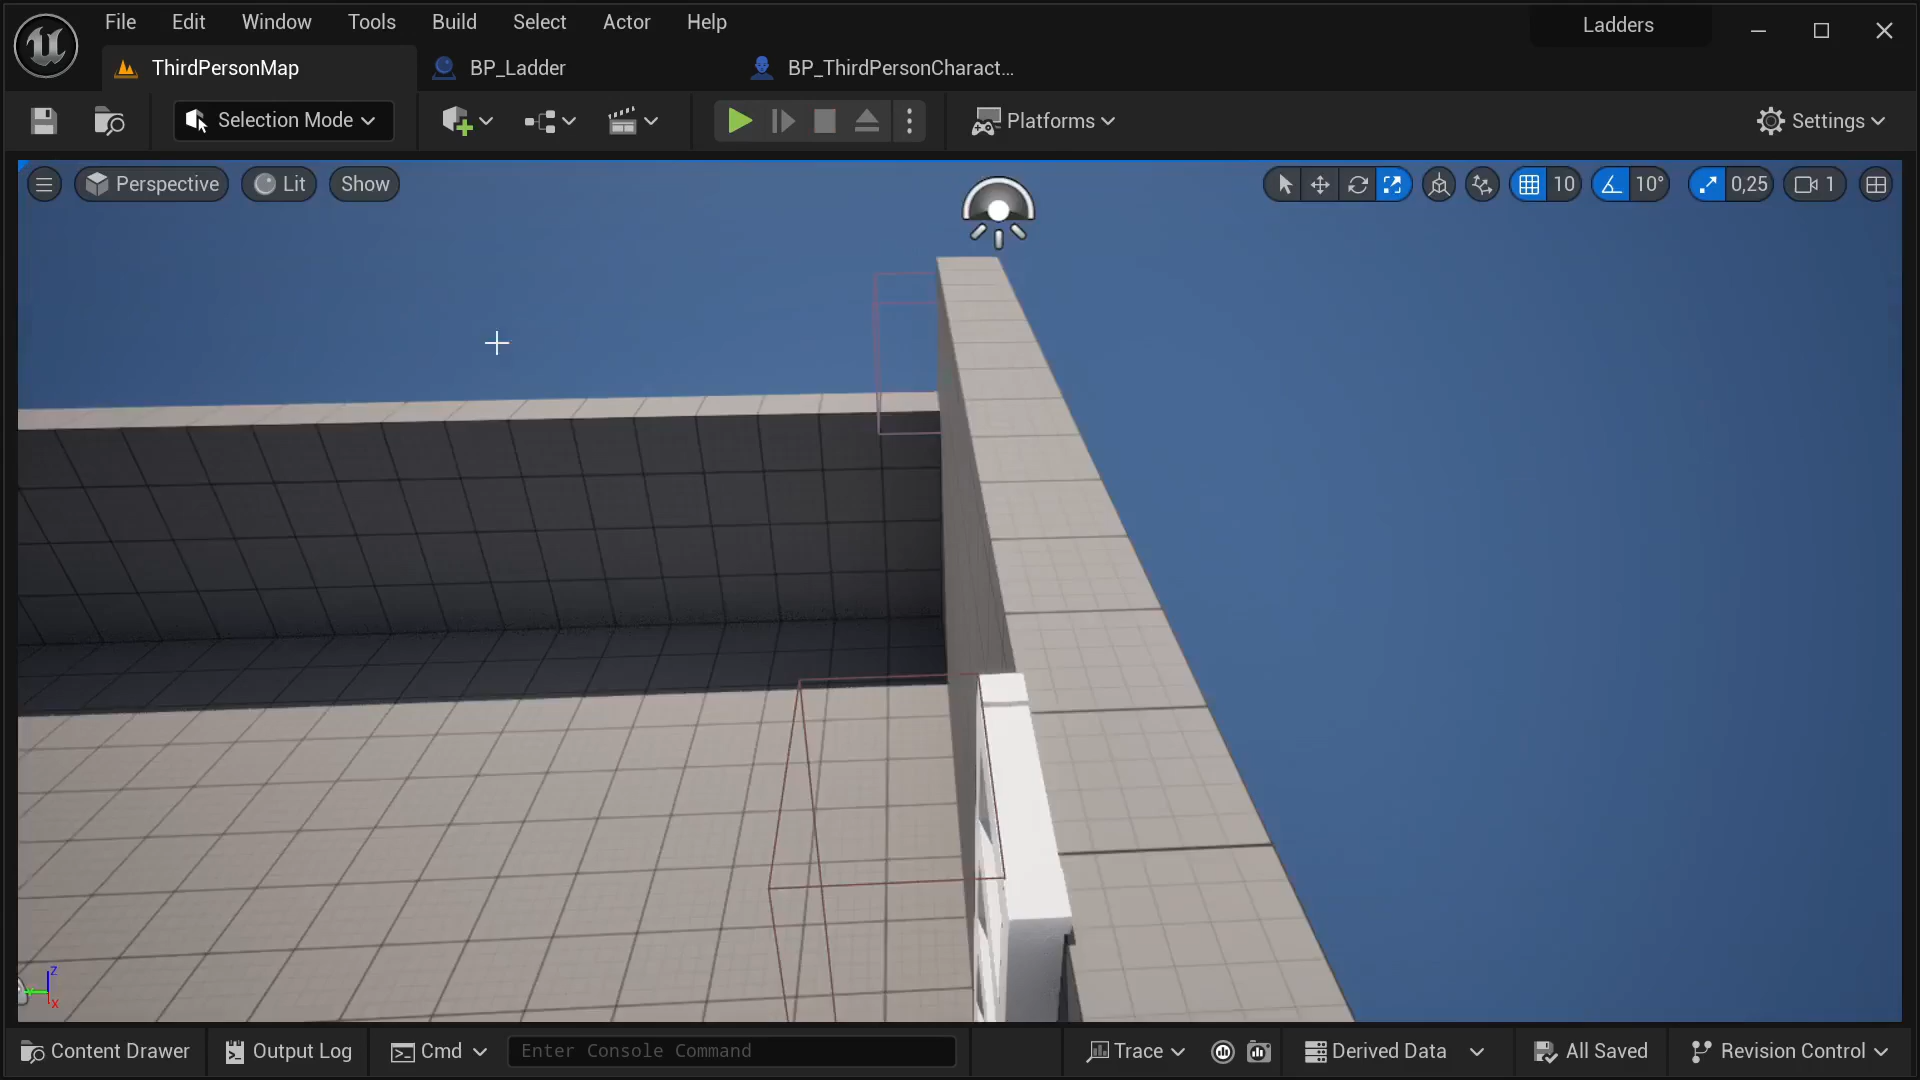 File Edit Window Tools Build Select Actor Help Ladders
ThirdPersonMap BP_Ladder BP_ThirdPersonCharact...
Selection Mode Platforms Settings
Perspective Lit Show 10 10° 0,25 1
Z
Y
X
Content Drawer Output Log Cmd Enter Console Command Trace Derived Data All Saved Revision Control